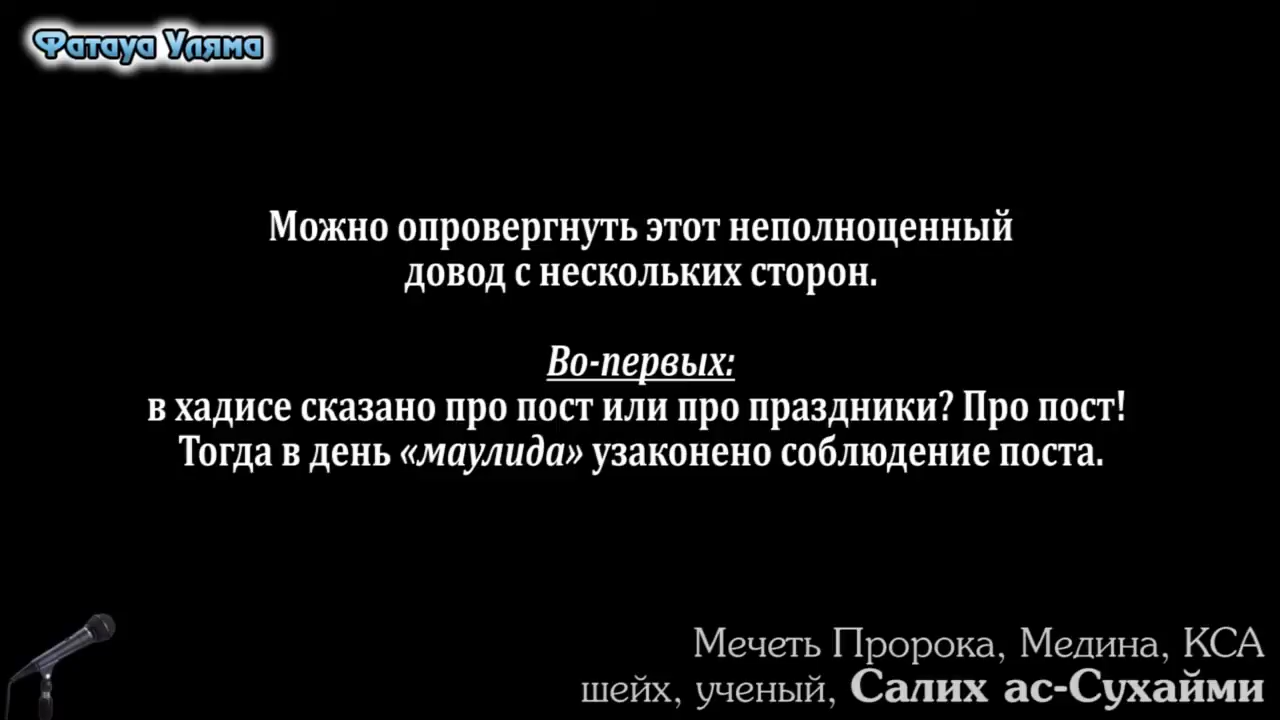 Фатауа Уляма
Можно опровергнуть этот неполноценный
довод с нескольких сторон.
Во-первых:
в хадисе сказано про пост или про праздники? Про пост!
Тогда в день «маулида» узаконено соблюдение поста.
Мечеть Пророка, Медина, КСА
шейх, ученый, Салих ас-Сухайми